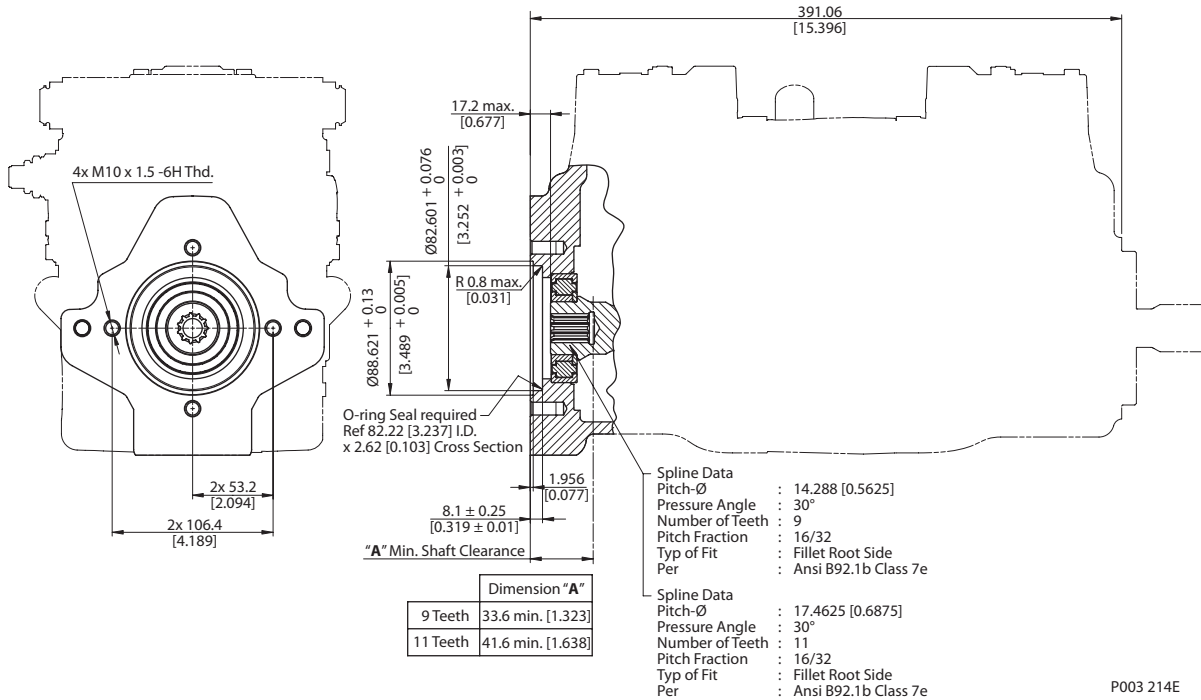 391.06
[15.396]
17.2 max.
[0.677]
4x M10 x 1.5 -6H Thd.
Ø82.601 + 0.076
0
[3.252 + 0.003]
0
R 0.8 max.
[0.031]
Ø88.621 + 0.13
0
[3.489 + 0.005]
0
O-ring Seal required
Ref 82.22 [3.237] I.D.
x 2.62 [0.103] Cross Section
2x 53.2
[2.094]
2x 106.4
[4.189]
1.956
[0.077]
8.1 ± 0.25
[0.319 ± 0.01]
"A" Min. Shaft Clearance
Dimension "A"
9 Teeth 33.6 min. [1.323]
11 Teeth 41.6 min. [1.638]
Spline Data
Pitch-Ø : 14.288 [0.5625]
Pressure Angle : 30°
Number of Teeth : 9
Pitch Fraction : 16/32
Typ of Fit : Fillet Root Side
Per : Ansi B92.1b Class 7e
Spline Data
Pitch-Ø : 17.4625 [0.6875]
Pressure Angle : 30°
Number of Teeth : 11
Pitch Fraction : 16/32
Typ of Fit : Fillet Root Side
Per : Ansi B92.1b Class 7e
P003 214E